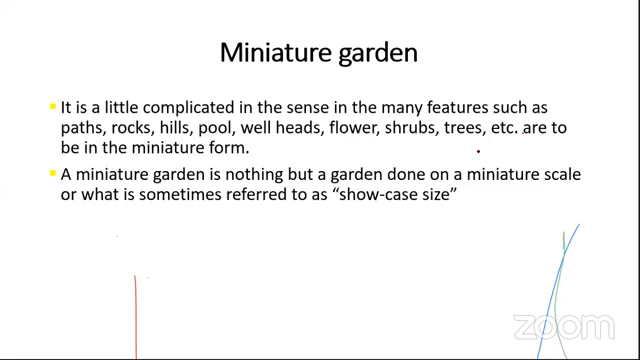 Miniature garden
It is a little complicated in the sense in the many features such as
paths, rocks, hills, pool, well heads, flower, shrubs, trees, etc. are to
be in the miniature form.
A miniature garden is nothing but a garden done on a miniature scale
or what is sometimes referred to as “show-case size”
zoom